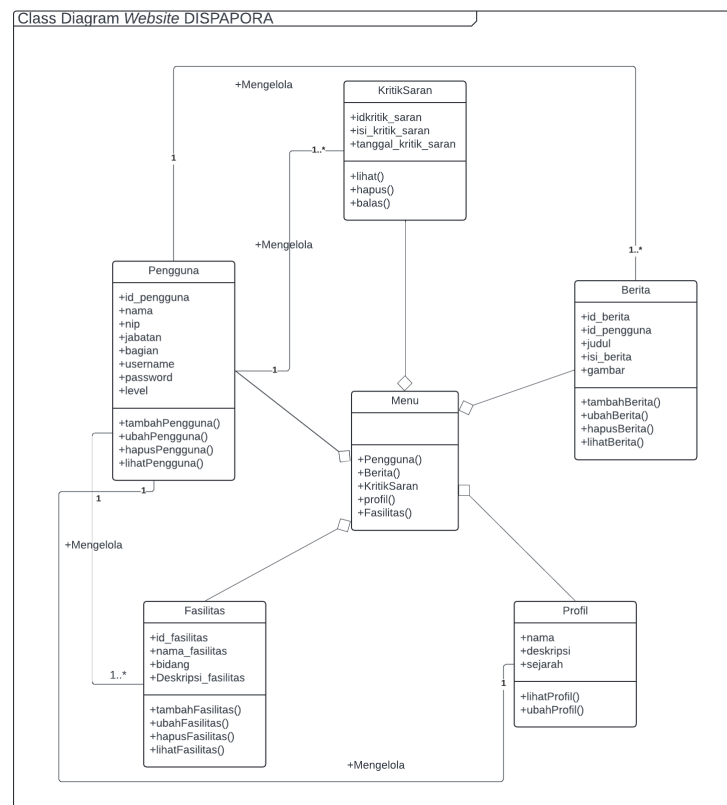 Class Diagram Website DISPAPORA
+Mengelola
KritikSaran
+idkritik_saran
+isi_kritik_saran
+tanggal_kritik_saran
+lihat()
+hapus()
+balas()
1
1..*
+Mengelola
1..*
Pengguna
+id_pengguna
+nama
+nip
+jabatan
+bagian
+username
+password
+level
+tambahPengguna()
+ubahPengguna()
+hapusPengguna()
+lihatPengguna()
1
Berita
+id_berita
+id_pengguna
+judul
+isi_berita
+gambar
+tambahBerita()
+ubahBerita()
+hapusBerita()
+lihatBerita()
Menu
+Pengguna()
+Berita()
+KritikSaran
+profil()
+Fasilitas()
1
1
+Mengelola
1..*
Fasilitas
+id_fasilitas
+nama_fasilitas
+bidang
+Deskripsi_fasilitas
+tambahFasilitas()
+ubahFasilitas()
+hapusFasilitas()
+lihatFasilitas()
Profil
+nama
+deskripsi
+sejarah
+lihatProfil()
+ubahProfil()
1
+Mengelola